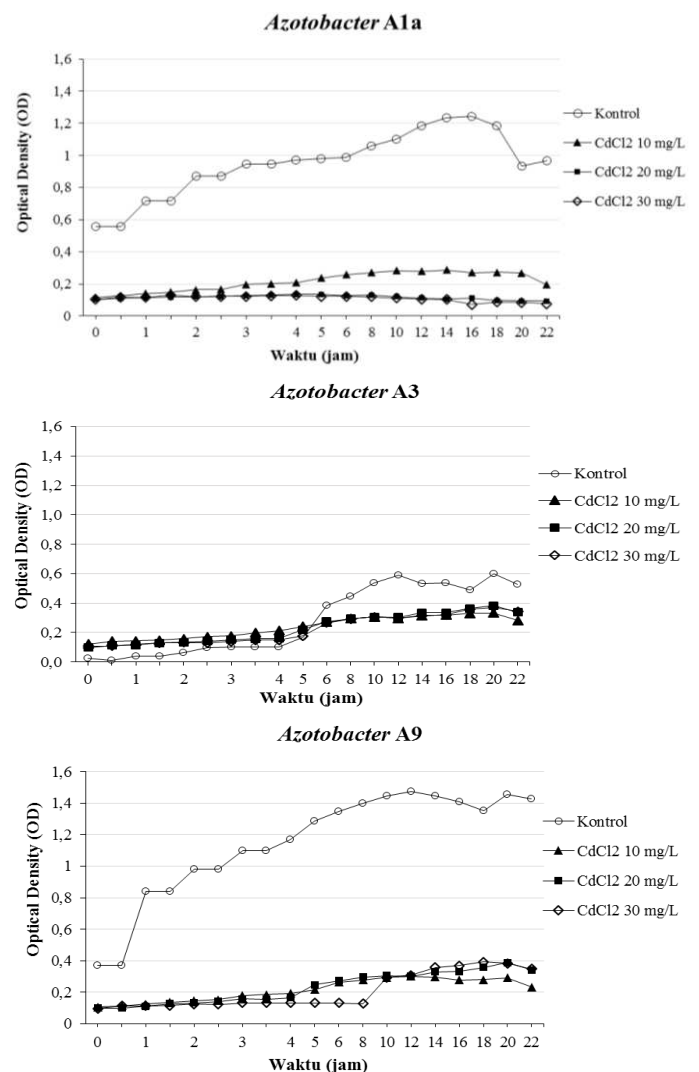 Azotobacter A1a
Optical Density (OD)
1,6
1,4
1,2
1
0,8
0,6
0,4
0,2
0
0 1 2 3 4 5 6 8 10 12 14 16 18 20 22
Waktu (jam)
Kontrol
CdCl2 10 mg/L
CdCl2 20 mg/L
CdCl2 30 mg/L
Azotobacter A3
Optical Density (OD)
1,6
1,4
1,2
1,0
0,8
0,6
0,4
0,2
0,0
0 1 2 3 4 5 6 8 10 12 14 16 18 20 22
Waktu (jam)
Kontrol
CdCl2 10 mg/L
CdCl2 20 mg/L
CdCl2 30 mg/L
Azotobacter A9
Optical Density (OD)
1,6
1,4
1,2
1
0,8
0,6
0,4
0,2
0
0 1 2 3 4 5 6 8 10 12 14 16 18 20 22
Waktu (jam)
Kontrol
CdCl2 10 mg/L
CdCl2 20 mg/L
CdCl2 30 mg/L